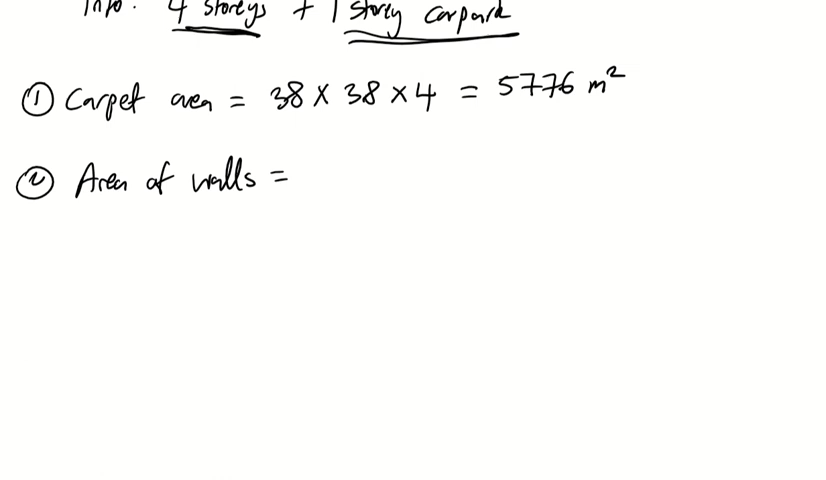 Info: 4 storeys + 1 storey carpark
① Carpet area = 38 × 38 × 4 = 5776 m²
② Area of walls =